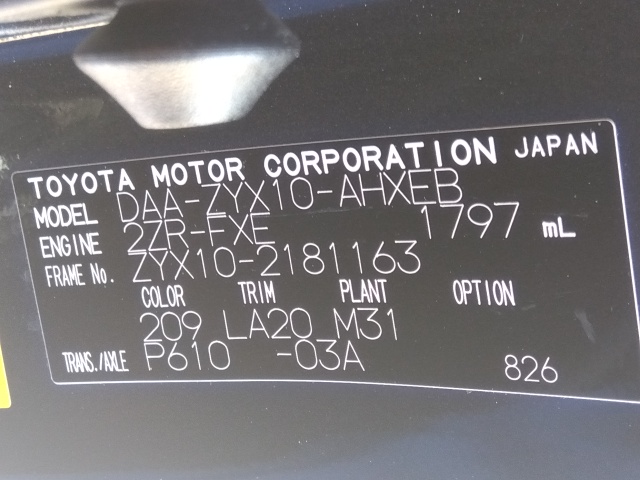 TOYOTA MOTOR CORPORATION JAPAN
MODEL DAA-ZYX10-AHXEB
ENGINE 2ZR-FXE 1797 mL
FRAME No. ZYX10-2181163
COLOR TRIM PLANT OPTION
209 LA20 M31
TRANS./AXLE P610 -03A 826